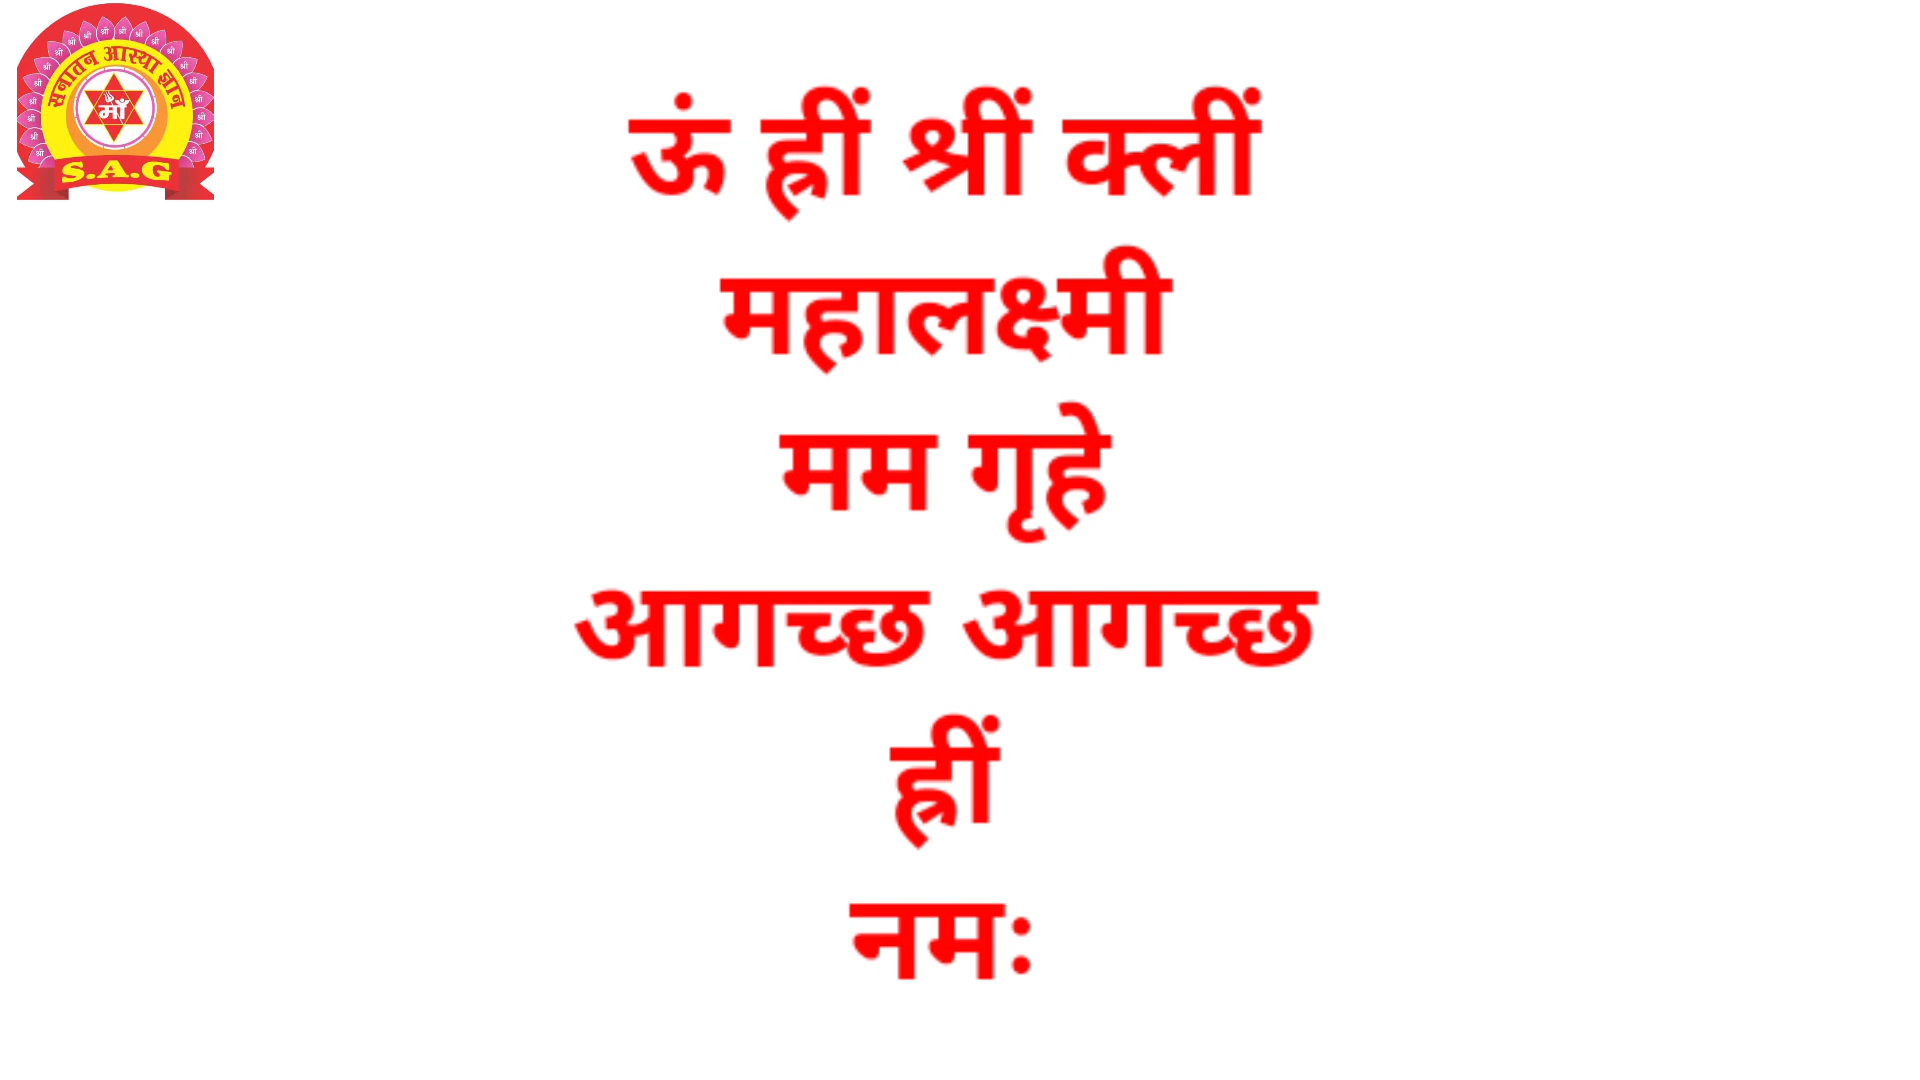 सनातन आस्था ज्ञान
माँ
S.A.G
ऊं ह्रीं श्रीं क्लीं
महालक्ष्मी
मम गृहे
आगच्छ आगच्छ
ह्रीं
नमः